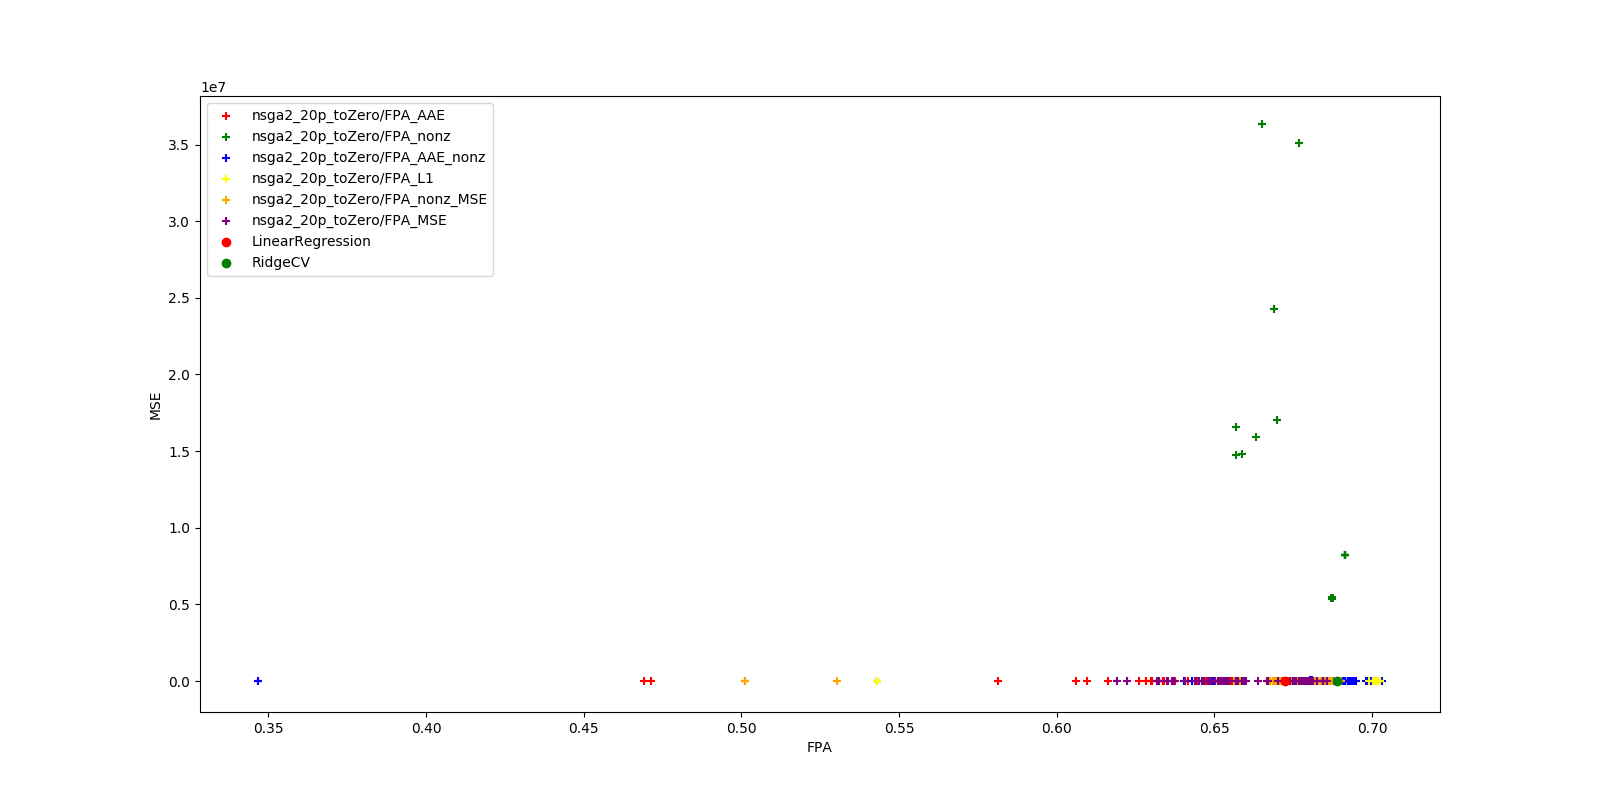 1e7
nsga2_20p_toZero/FPA_AAE
nsga2_20p_toZero/FPA_nonz
nsga2_20p_toZero/FPA_AAE_nonz
nsga2_20p_toZero/FPA_L1
nsga2_20p_toZero/FPA_nonz_MSE
nsga2_20p_toZero/FPA_MSE
LinearRegression
RidgeCV
3.5
3.0
2.5
2.0
1.5
1.0
0.5
0.0
MSE
0.35 0.40 0.45 0.50 0.55 0.60 0.65 0.70
FPA